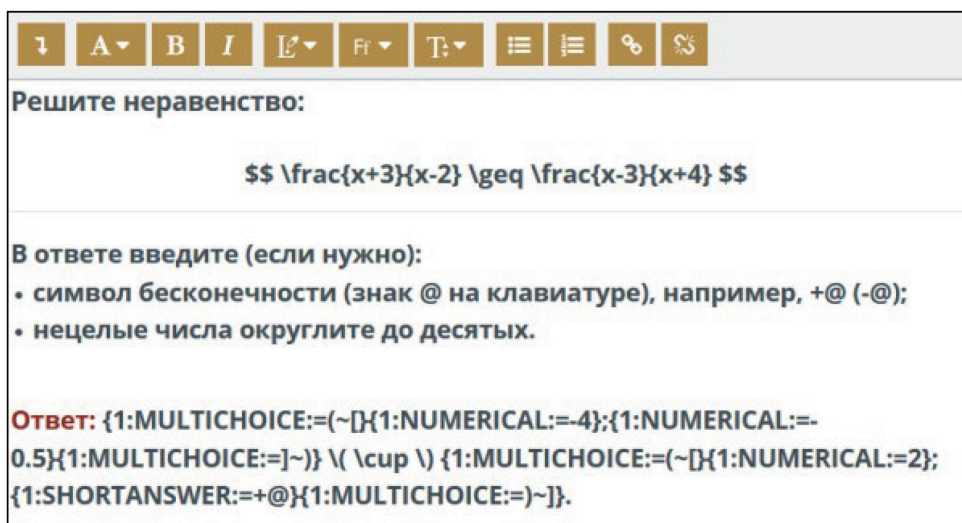 A B I Ff T
Решите неравенство:
$$ \frac{x+3}{x-2} \geq \frac{x-3}{x+4} $$
В ответе введите (если нужно):
• символ бесконечности (знак @ на клавиатуре), например, +@ (-@);
• нецелые числа округлите до десятых.
Ответ: {1:MULTICHOICE:=(~[}{1:NUMERICAL:=-4};{1:NUMERICAL:=-
0.5}{1:MULTICHOICE:=]~)} \( \cup \) {1:MULTICHOICE:=(~[}{1:NUMERICAL:=2};
{1:SHORTANSWER:=+@}{1:MULTICHOICE:=)~]}.